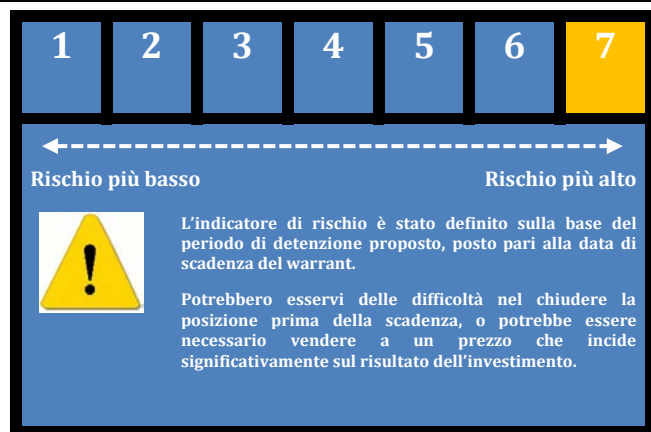 1 2 3 4 5 6 7
Rischio più basso Rischio più alto
L'indicatore di rischio è stato definito sulla base del
periodo di detenzione proposto, posto pari alla data di
scadenza del warrant.
Potrebbero esservi delle difficoltà nel chiudere la
posizione prima della scadenza, o potrebbe essere
necessario vendere a un prezzo che incide
significativamente sul risultato dell'investimento.